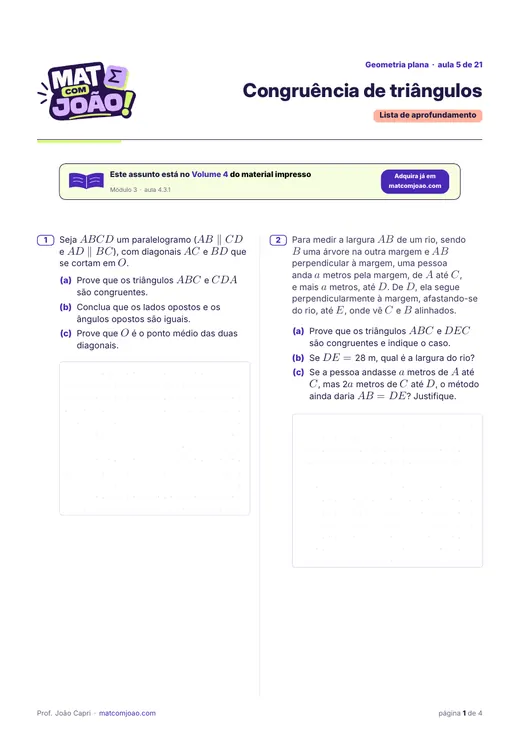 MAT
COM
JOÃO!
Σ
Geometria plana · aula 5 de 21
Congruência de triângulos
Lista de aprofundamento
Este assunto está no Volume 4 do material impresso
Módulo 3 · aula 4.3.1
Adquira já em
matcomjoao.com
1 Seja ABCD um paralelogramo (AB ∥ CD
e AD ∥ BC), com diagonais AC e BD que
se cortam em O.
(a) Prove que os triângulos ABC e CDA
são congruentes.
(b) Conclua que os lados opostos e os
ângulos opostos são iguais.
(c) Prove que O é o ponto médio das duas
diagonais.
2 Para medir a largura AB de um rio, sendo
B uma árvore na outra margem e AB
perpendicular à margem, uma pessoa
anda a metros pela margem, de A até C,
e mais a metros, até D. De D, ela segue
perpendicularmente à margem, afastando-se
do rio, até E, onde vê C e B alinhados.
(a) Prove que os triângulos ABC e DEC
são congruentes e indique o caso.
(b) Se DE = 28 m, qual é a largura do rio?
(c) Se a pessoa andasse a metros de A até
C, mas 2a metros de C até D, o método
ainda daria AB = DE? Justifique.
Prof. João Capri · matcomjoao.com
página 1 de 4